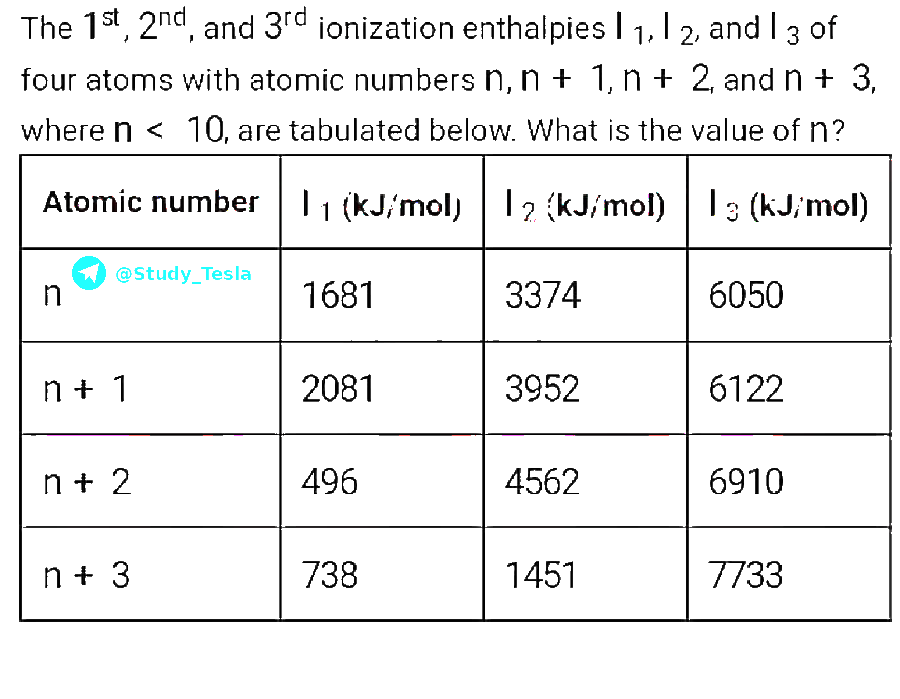 The 1st, 2nd, and 3rd ionization enthalpies I 1, I 2, and I 3 of
four atoms with atomic numbers n, n + 1, n + 2, and n + 3,
where n < 10, are tabulated below. What is the value of n?
Atomic number I 1 (kJ/mol) I 2 (kJ/mol) I 3 (kJ/mol)
@Study_Tesla
n 1681 3374 6050
n + 1 2081 3952 6122
n + 2 496 4562 6910
n + 3 738 1451 7733